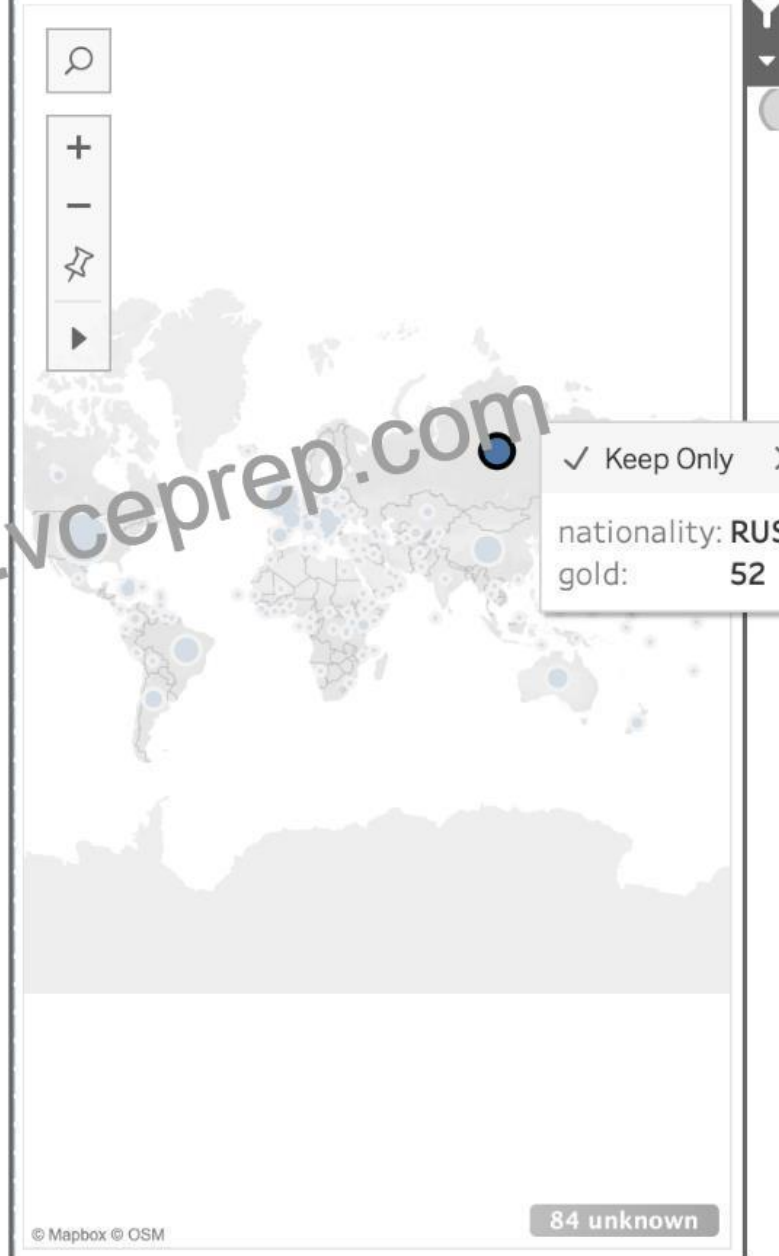 .vceprep.com
+
−
✓ Keep Only
nationality: RUS
gold: 52
84 unknown
© Mapbox © OSM